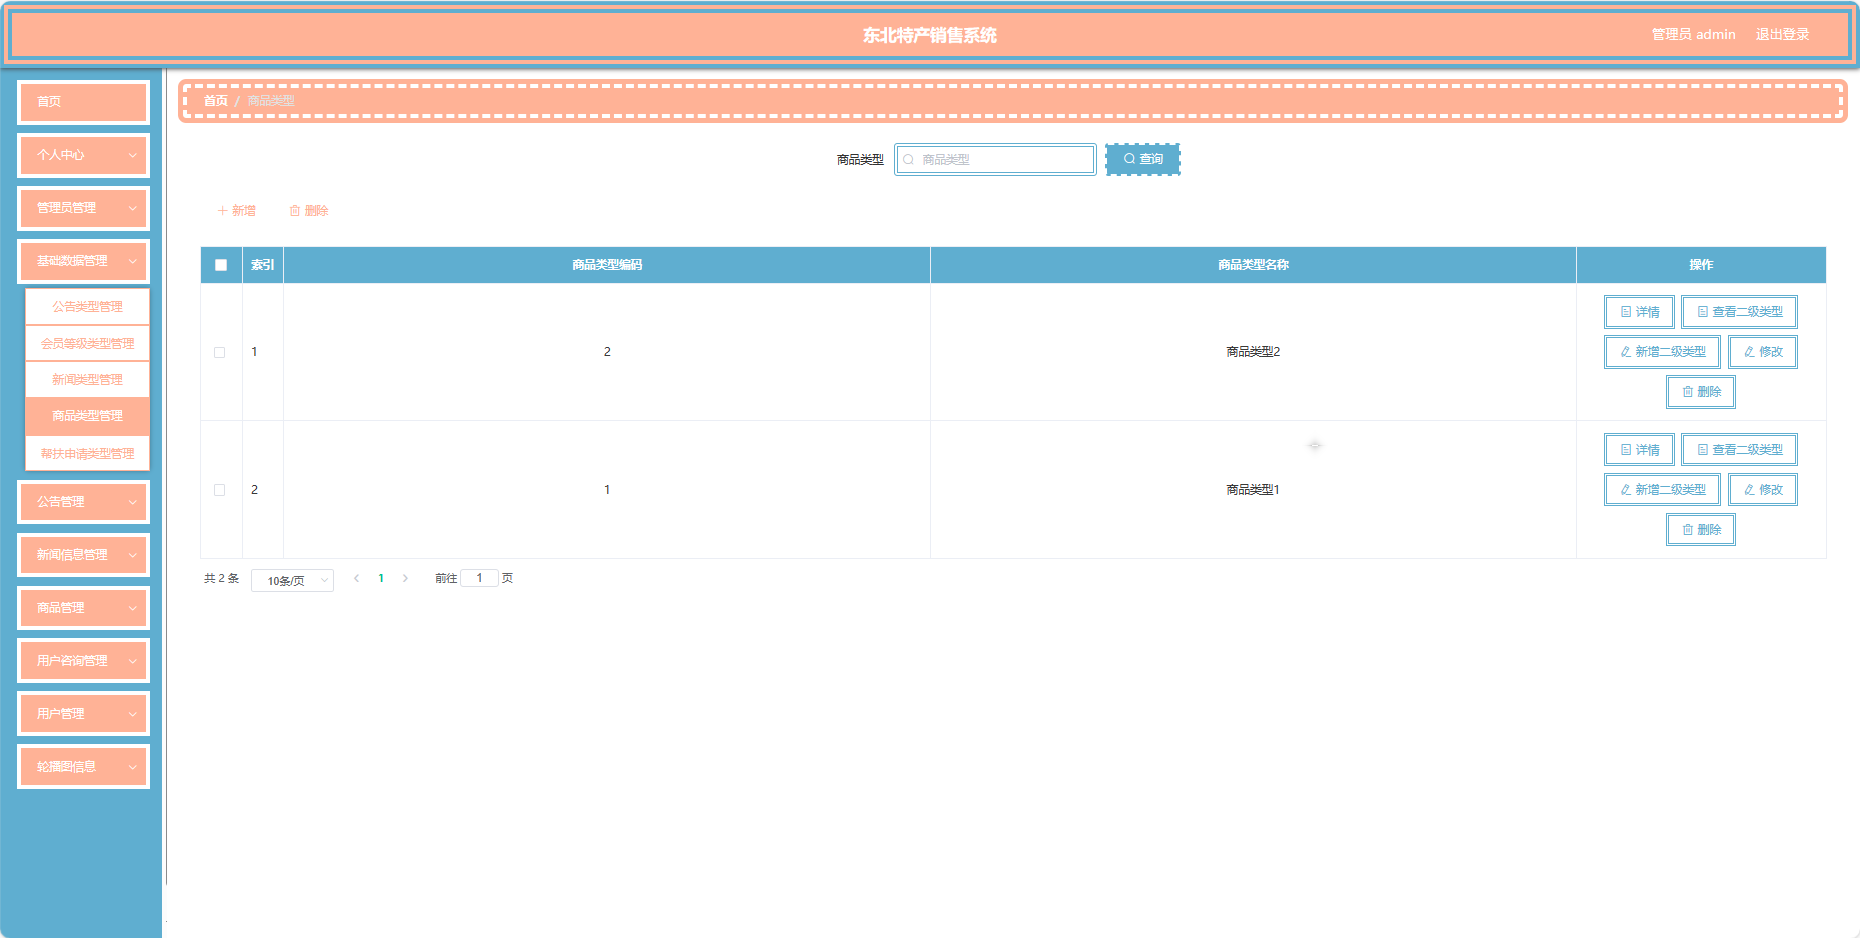 东北特产销售系统
管理员 admin 退出登录
首页
个人中心
管理员管理
基础数据管理
公告类型管理
会员等级类型管理
新闻类型管理
商品类型管理
帮扶申请类型管理
公告管理
新闻信息管理
商品管理
用户咨询管理
用户管理
轮播图信息
首页 / 商品类型
商品类型 商品类型 查询
新增 删除
索引 商品类型编码 商品类型名称 操作
1 2 商品类型2
详情 查看二级类型
新增二级类型 修改
删除
2 1 商品类型1
详情 查看二级类型
新增二级类型 修改
删除
共 2 条 10条/页 1 前往 1 页